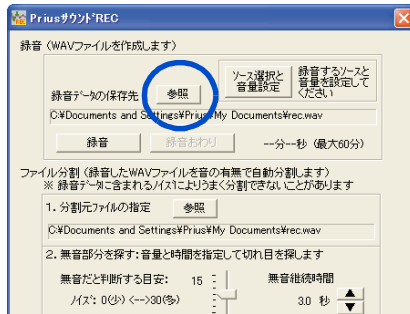 PriusｻｳﾝﾄﾞREC
録音（WAVファイルを作成します）
録音ﾃﾞｰﾀの保存先
参照
ソース選択と
音量設定
録音するソースと
音量を設定して
ください
C:¥Documents and Settings¥Prius¥My Documents¥rec.wav
録音
録音おわり
--分--秒（最大60分）
ファイル分割（録音したWAVファイルを音の有無で自動分割します）
※ 録音ﾃﾞｰﾀに含まれるﾉｲｽﾞによりうまく分割できないことがあります
1. 分割元ﾌｧｲﾙの指定
参照
C:¥Documents and Settings¥Prius¥My Documents¥rec.wav
2. 無音部分を探す：音量と時間を指定して切れ目を探します
無音だと判断する目安：
15
無音継続時間
ﾉｲｽﾞ：0(少) <-->30(多)
3.0 秒